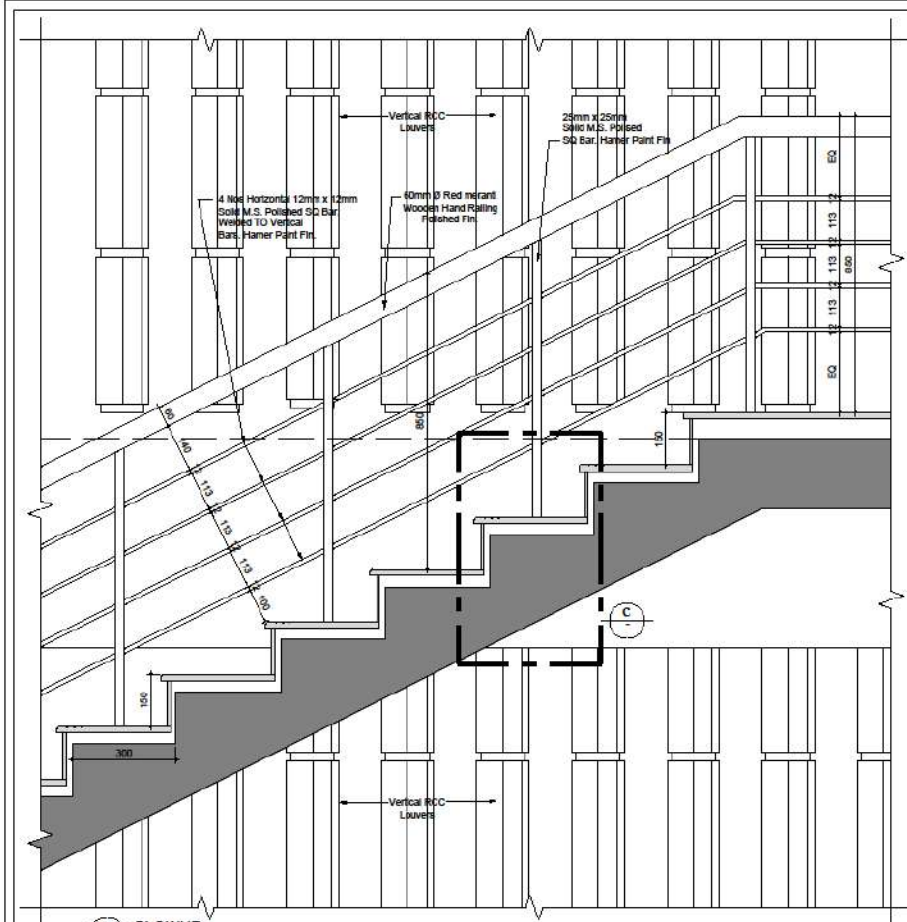 Vertical RCC
Louvers
25mm x 25mm
Solid M.S. Polised
SQ Bar. Hamer Paint Fin
4 Nos Horizontal 12mm x 12mm
Solid M.S. Polished SQ Bar.
Welded TO Vertical
Bars. Hamer Paint Fin.
60mm Ø Red meranti
Wooden Hand Railing
Polished Fin.
EQ
12
113
12
113
12
113
12
EQ
850
60
140
12
113
12
113
12
113
12
100
850
150
C
-
150
300
Vertical RCC
Louvers